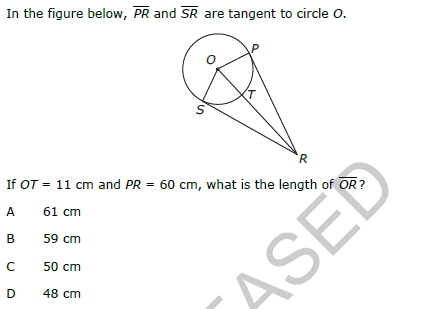 In the figure below, PR and SR are tangent to circle O.
P
O
T
S
R
If OT = 11 cm and PR = 60 cm, what is the length of OR?
A 61 cm
B 59 cm
C 50 cm
D 48 cm
ASED